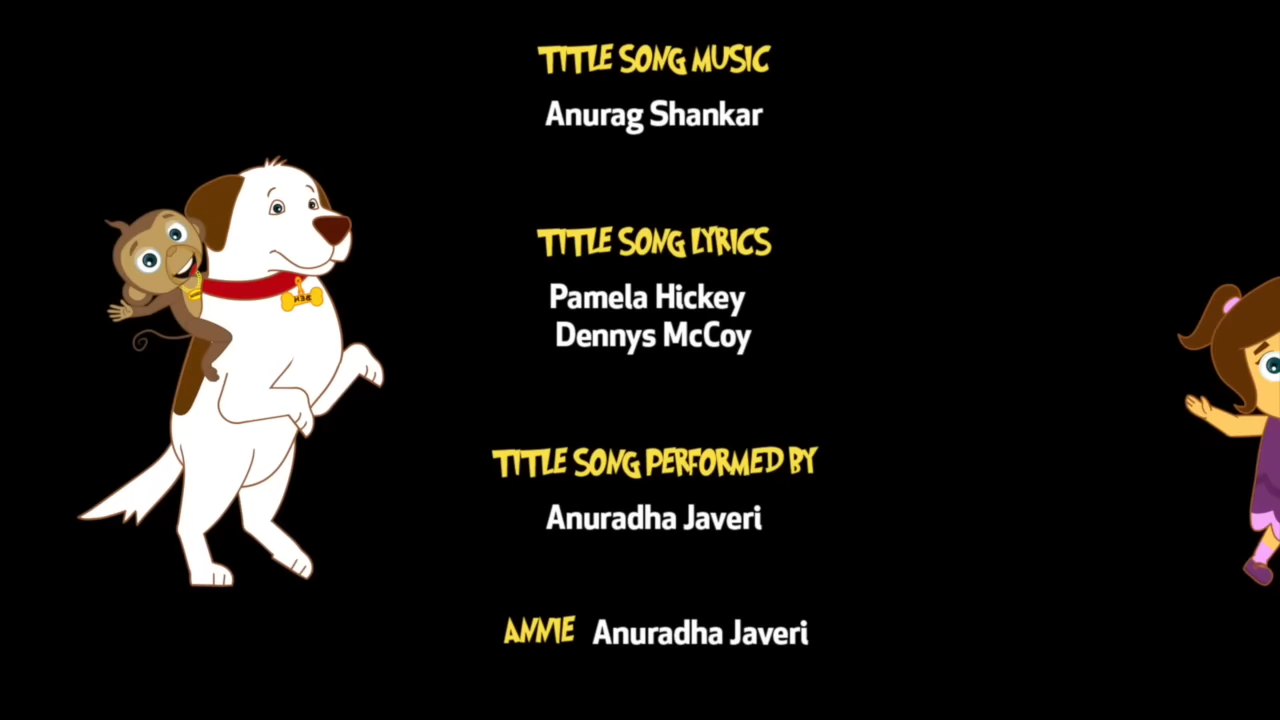 TITLE SONG MUSIC
Anurag Shankar
TITLE SONG LYRICS
Pamela Hickey
Dennys McCoy
TITLE SONG PERFORMED BY
Anuradha Javeri
ANNIE Anuradha Javeri